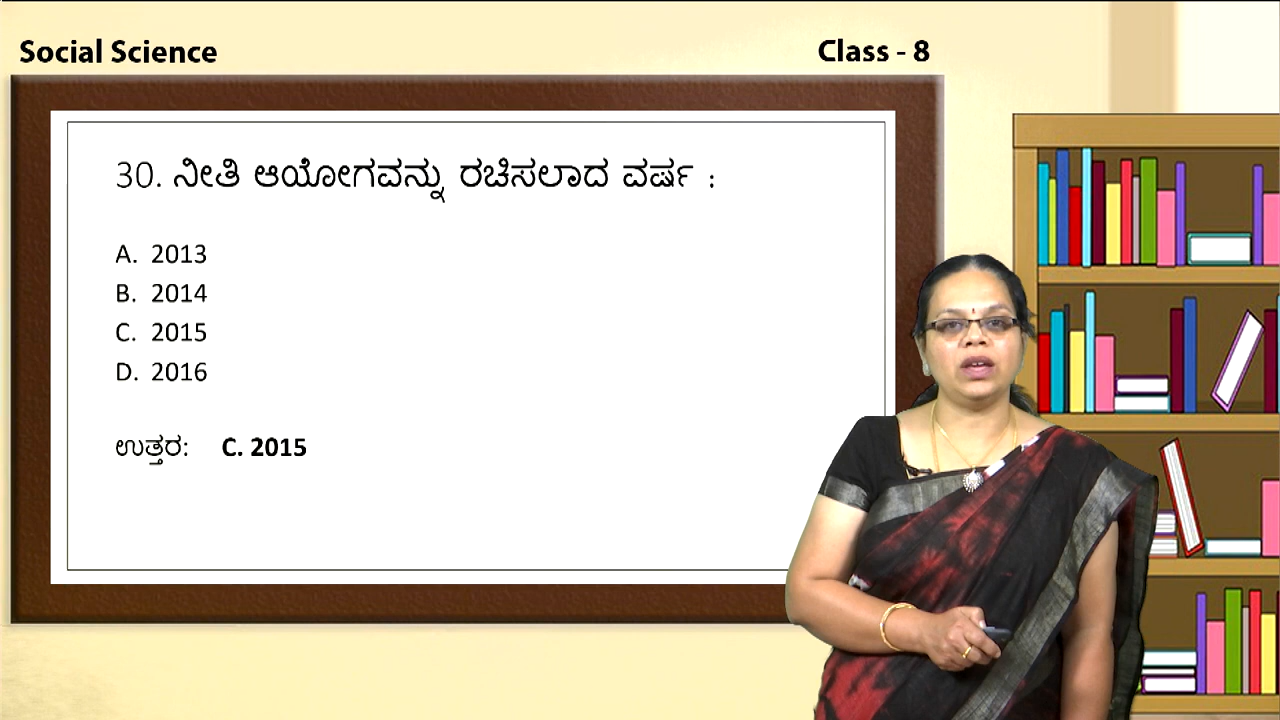 Social Science
Class - 8
30. ನೀತಿ ಆಯೋಗವನ್ನು ರಚಿಸಲಾದ ವರ್ಷ :
A. 2013
B. 2014
C. 2015
D. 2016
ಉತ್ತರ: C. 2015